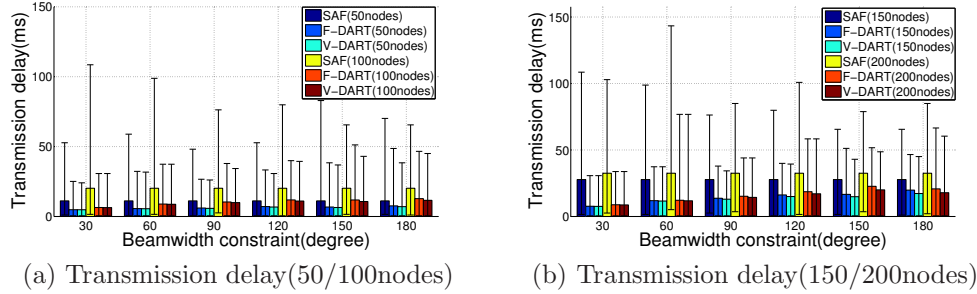 150
100
50
0
Transmission delay(ms)
SAF(50nodes)
F-DART(50nodes)
V-DART(50nodes)
SAF(100nodes)
F-DART(100nodes)
V-DART(100nodes)
30 60 90 120 150 180
Beamwidth constraint(degree)
(a) Transmission delay(50/100nodes)
150
100
50
0
Transmission delay(ms)
SAF(150nodes)
F-DART(150nodes)
V-DART(150nodes)
SAF(200nodes)
F-DART(200nodes)
V-DART(200nodes)
30 60 90 120 150 180
Beamwidth constraint(degree)
(b) Transmission delay(150/200nodes)